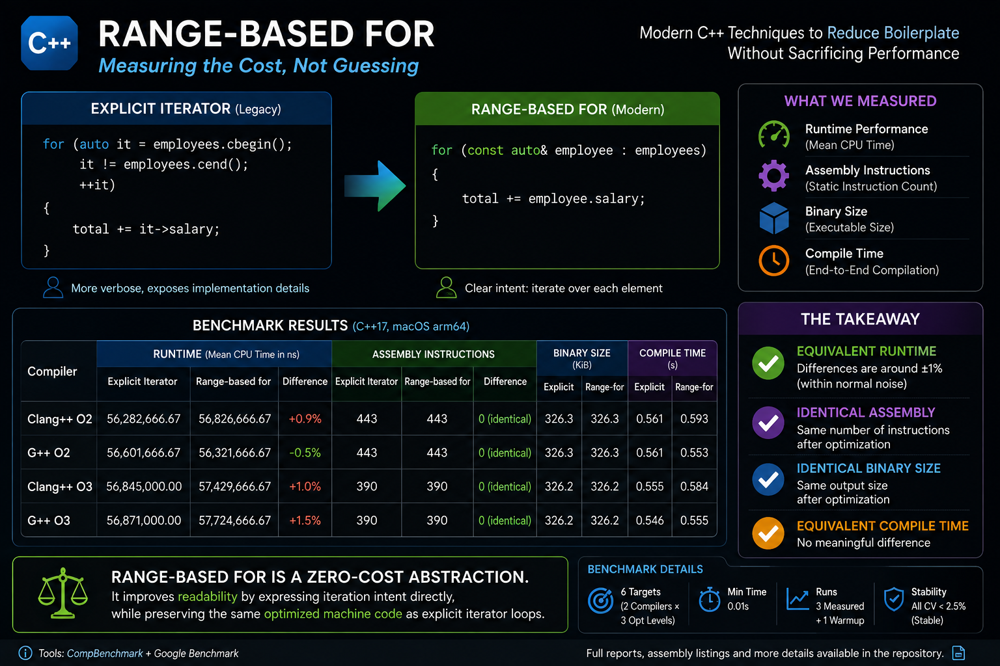 C++
RANGE-BASED FOR
Measuring the Cost, Not Guessing
Modern C++ Techniques to Reduce Boilerplate
Without Sacrificing Performance
EXPLICIT ITERATOR (Legacy)
for (auto it = employees.cbegin();
it != employees.cend();
++it)
{
total += it->salary;
}
More verbose, exposes implementation details
RANGE-BASED FOR (Modern)
for (const auto& employee : employees)
{
total += employee.salary;
}
Clear intent: iterate over each element
WHAT WE MEASURED
Runtime Performance
(Mean CPU Time)
Assembly Instructions
(Static Instruction Count)
Binary Size
(Executable Size)
Compile Time
(End-to-End Compilation)
BENCHMARK RESULTS (C++17, macOS arm64)
Compiler
RUNTIME (Mean CPU Time in ns)
ASSEMBLY INSTRUCTIONS
BINARY SIZE
(KiB)
COMPILE TIME
(s)
Explicit Iterator Range-based for Difference Explicit Iterator Range-based for Difference Explicit Range-for Explicit Range-for
Clang++ O2 56,282,666.67 56,826,666.67 +0.9% 443 443 0 (identical) 326.3 326.3 0.561 0.593
G++ O2 56,601,666.67 56,321,666.67 -0.5% 443 443 0 (identical) 326.3 326.3 0.561 0.553
Clang++ O3 56,845,000.00 57,429,666.67 +1.0% 390 390 0 (identical) 326.2 326.2 0.555 0.584
G++ O3 56,871,000.00 57,724,666.67 +1.5% 390 390 0 (identical) 326.2 326.2 0.546 0.555
THE TAKEAWAY
EQUIVALENT RUNTIME
Differences are around ±1%
(within normal noise)
IDENTICAL ASSEMBLY
Same number of instructions
after optimization
IDENTICAL BINARY SIZE
Same output size
after optimization
EQUIVALENT COMPILE TIME
No meaningful difference
RANGE-BASED FOR IS A ZERO-COST ABSTRACTION.
It improves readability by expressing iteration intent directly,
while preserving the same optimized machine code as explicit iterator loops.
BENCHMARK DETAILS
6 Targets
(2 Compilers ×
3 Opt Levels)
Min Time
0.01s
Runs
3 Measured
+ 1 Warmup
Stability
All CV < 2.5%
(Stable)
Tools: CompBenchmark + Google Benchmark
Full reports, assembly listings and more details available in the repository.